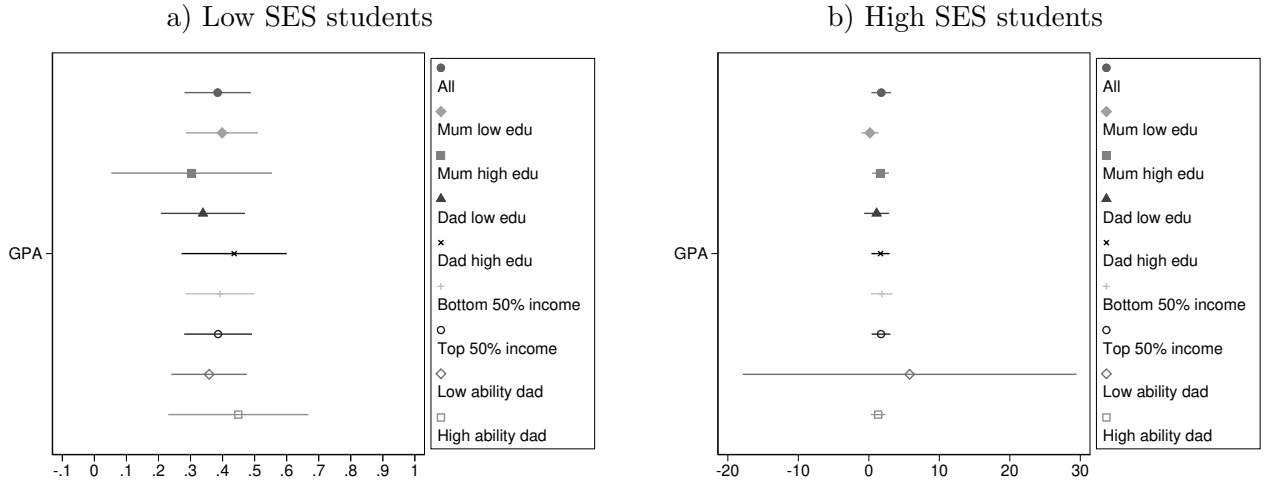 a) Low SES students
GPA
-.1 0 .1 .2 .3 .4 .5 .6 .7 .8 .9 1
All
Mum low edu
Mum high edu
Dad low edu
Dad high edu
Bottom 50% income
Top 50% income
Low ability dad
High ability dad
b) High SES students
GPA
-20 -10 0 10 20 30
All
Mum low edu
Mum high edu
Dad low edu
Dad high edu
Bottom 50% income
Top 50% income
Low ability dad
High ability dad